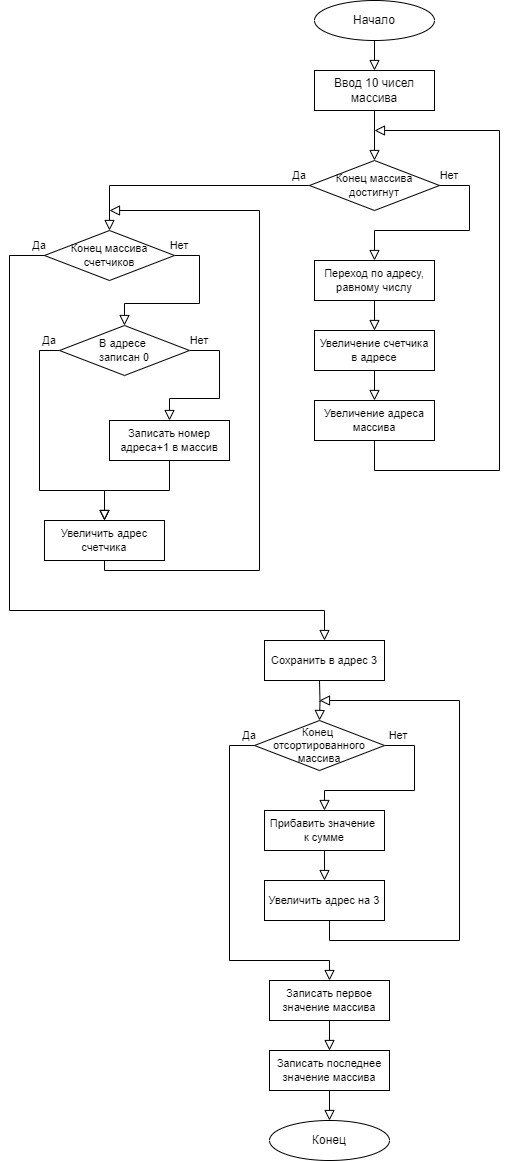 Начало
Ввод 10 чисел
массива
Конец массива
достигнут
Да
Нет
Переход по адресу,
равному числу
Увеличение счетчика
в адресе
Увеличение адреса
массива
Конец массива
счетчиков
Да
Нет
В адресе
записан 0
Да
Нет
Записать номер
адреса+1 в массив
Увеличить адрес
счетчика
Сохранить в адрес 3
Конец
отсортированного
массива
Да
Нет
Прибавить значение
к сумме
Увеличить адрес на 3
Записать первое
значение массива
Записать последнее
значение массива
Конец